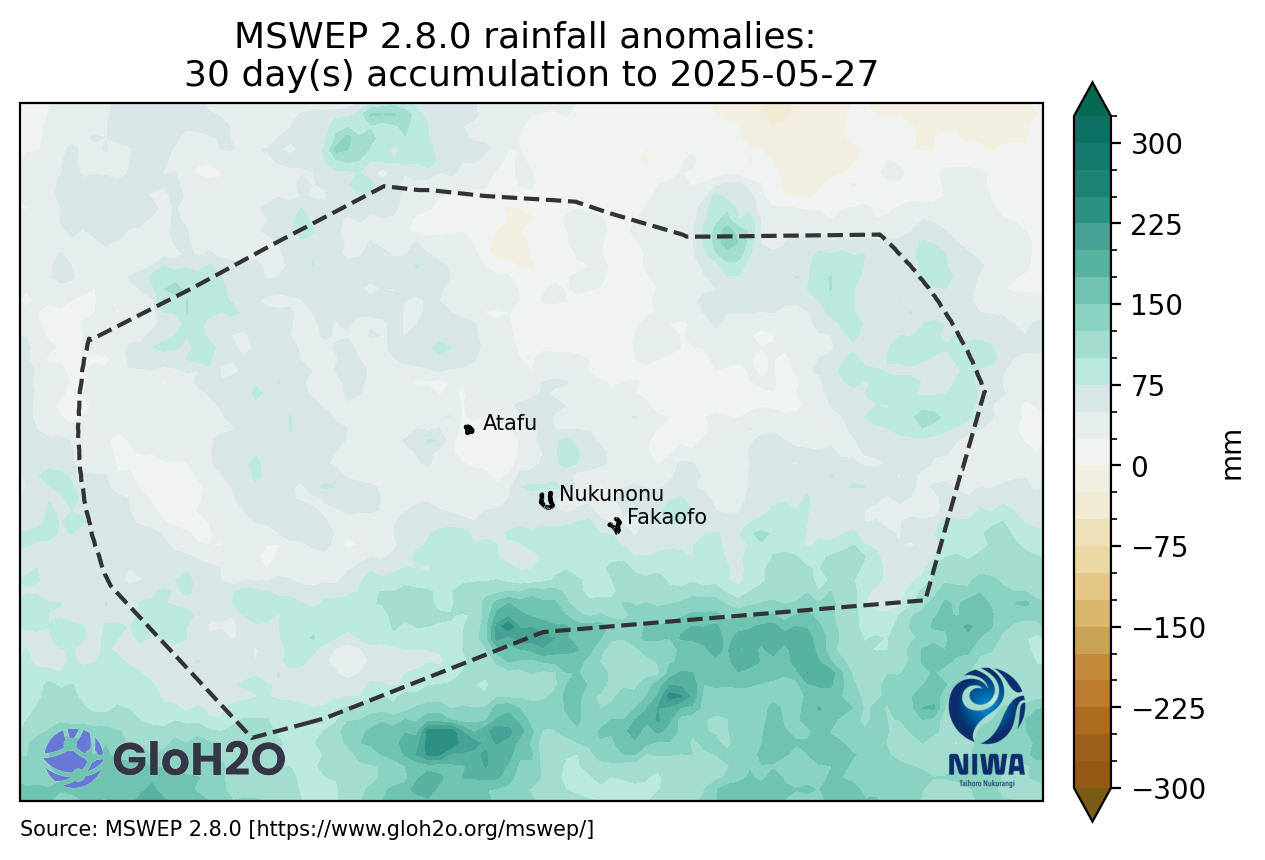 MSWEP 2.8.0 rainfall anomalies:
30 day(s) accumulation to 2025-05-27
300
225
150
75
0
−75
−150
−225
−300
mm
Atafu
Nukunonu
Fakaofo
GloH2O
NIWA
Taihoro Nukurangi
Source: MSWEP 2.8.0 [https://www.gloh2o.org/mswep/]